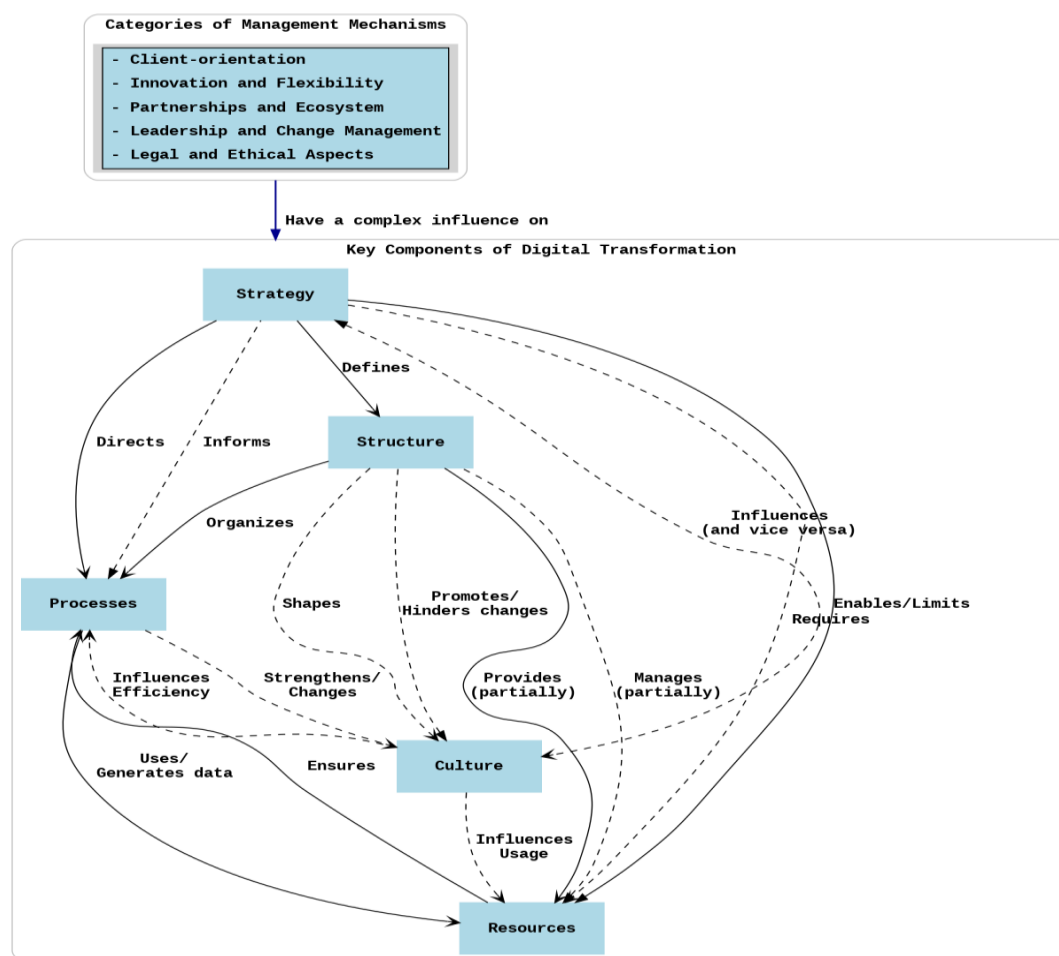 Categories of Management Mechanisms
- Client-orientation
- Innovation and Flexibility
- Partnerships and Ecosystem
- Leadership and Change Management
- Legal and Ethical Aspects
Have a complex influence on
Key Components of Digital Transformation
Strategy
Defines
Directs
Informs
Structure
Organizes
Influences
(and vice versa)
Processes
Shapes
Promotes/
Hinders changes
Enables/Limits
Requires
Influences
Efficiency
Strengthens/
Changes
Provides
(partially)
Manages
(partially)
Uses/
Generates data
Ensures
Culture
Influences
Usage
Resources